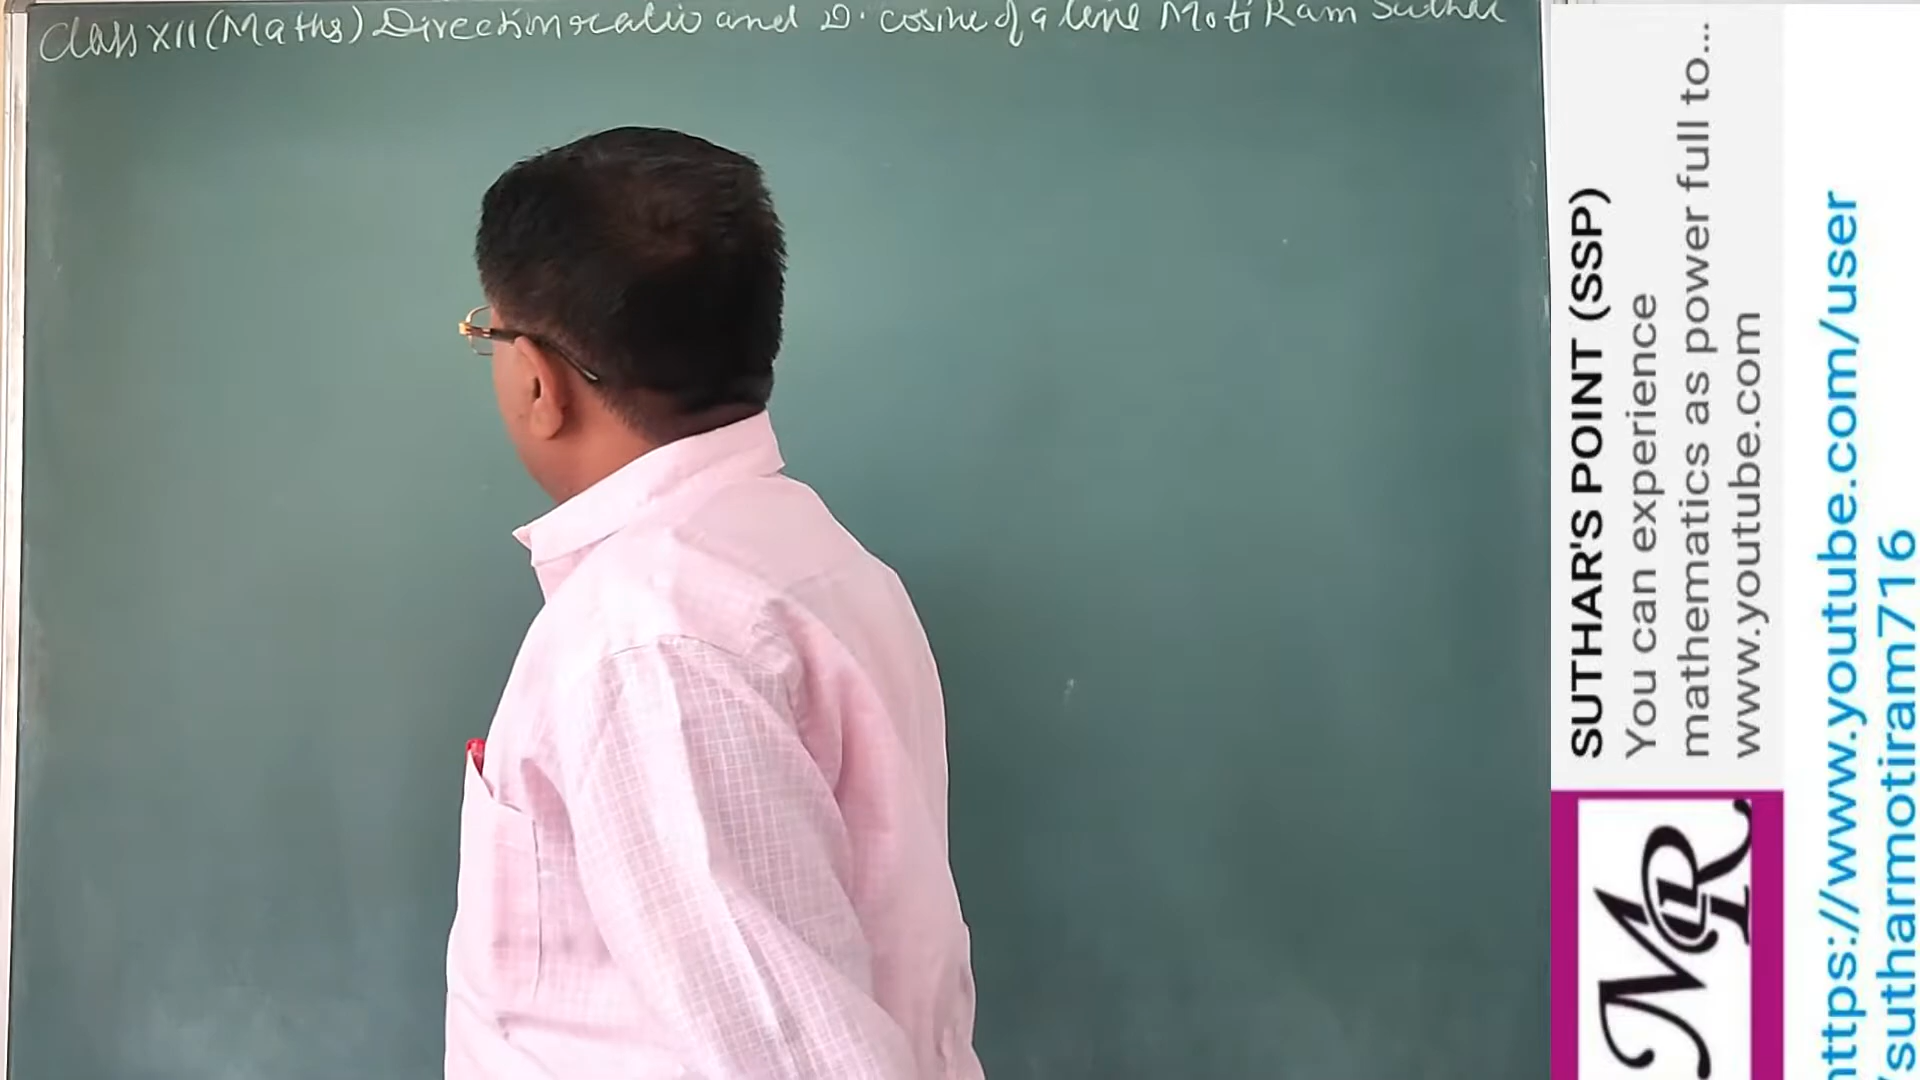 Class XII (Maths) Direction ratio and D. cosine of a line Moti Ram Suthar
SUTHAR'S POINT (SSP)
You can experience
mathematics as power full to...
www.youtube.com
MR
https://www.youtube.com/user
/sutharmotiram716